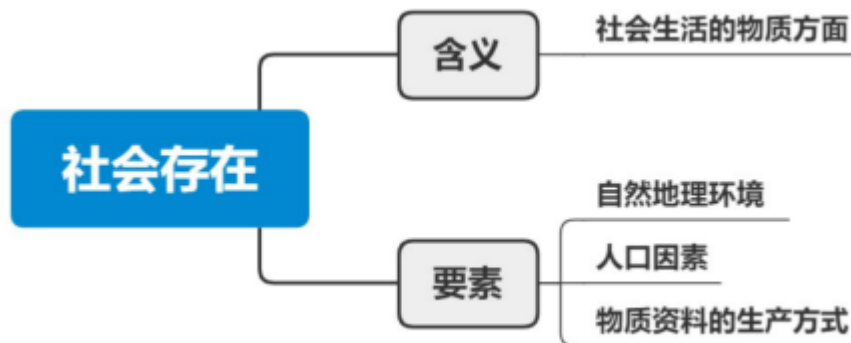 社会存在
含义
社会生活的物质方面
要素
自然地理环境
人口因素
物质资料的生产方式